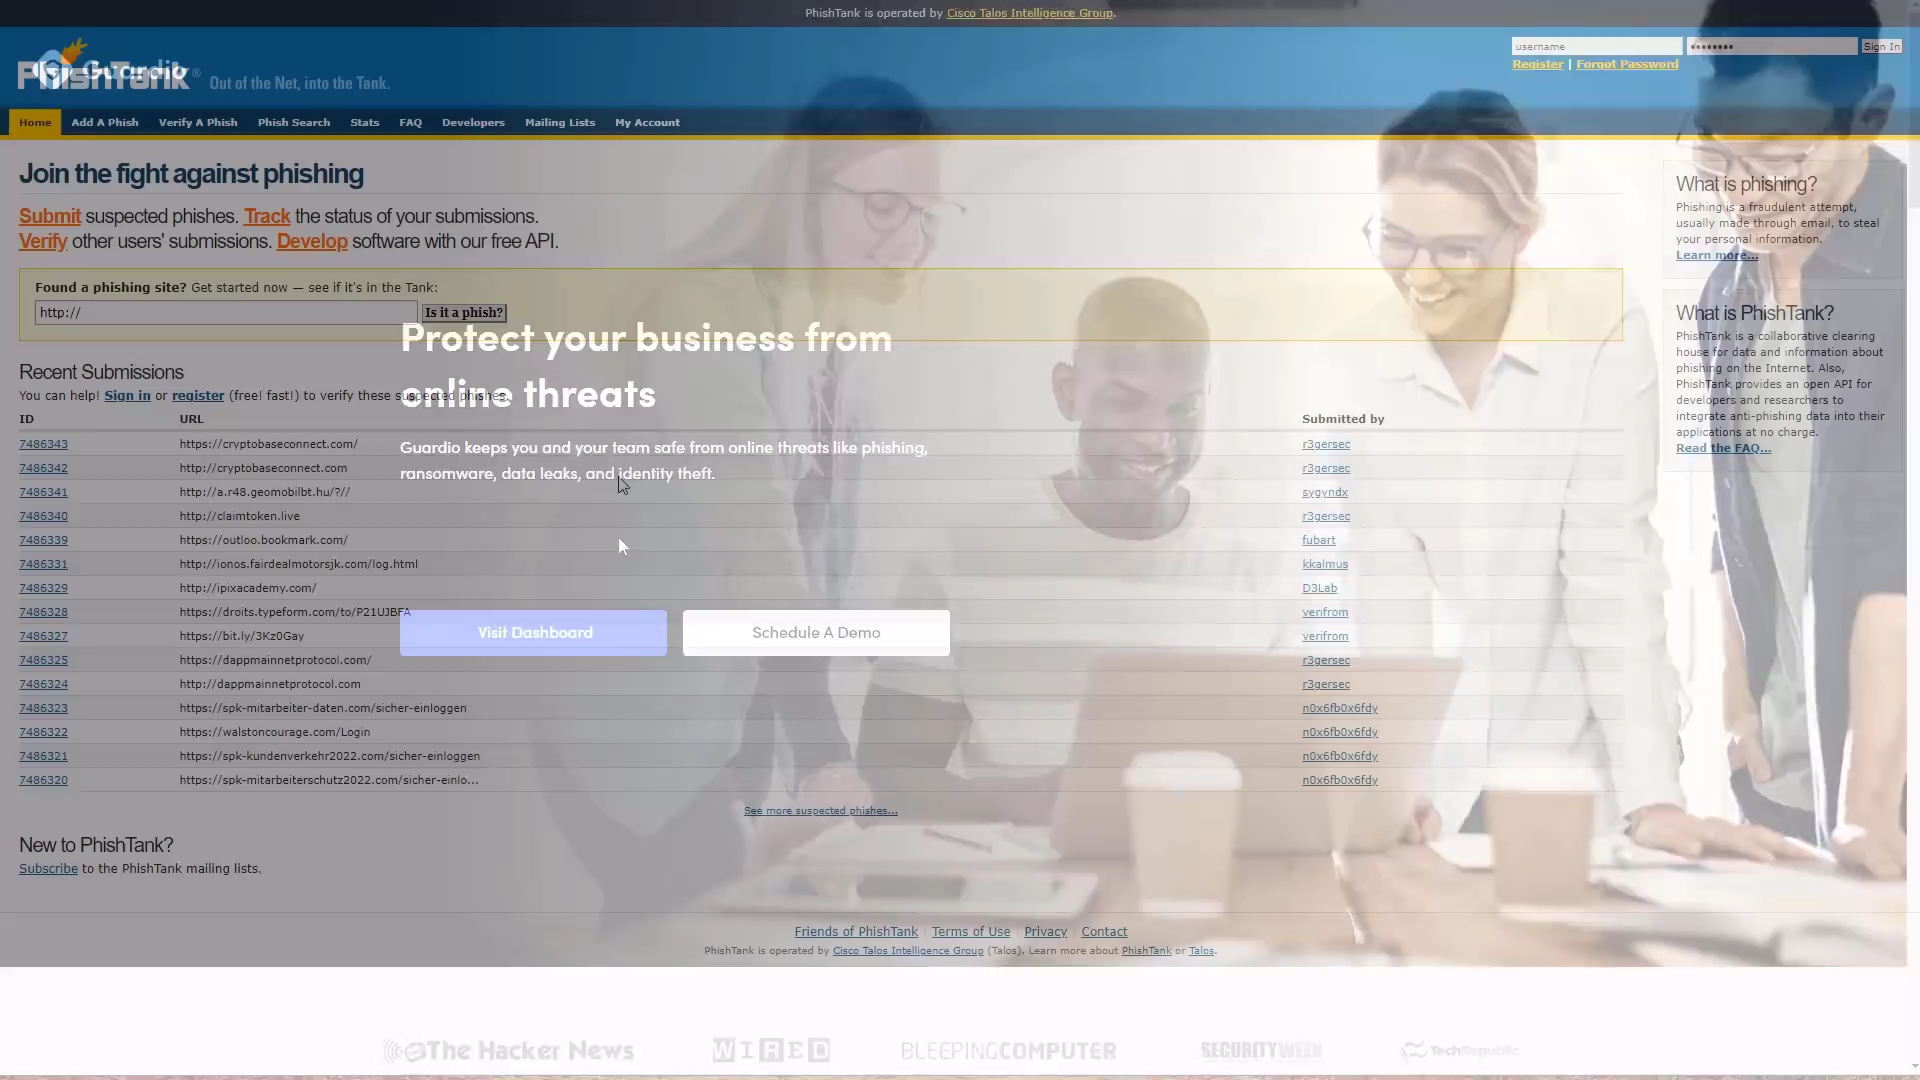 PhishTank is operated by Cisco Talos Intelligence Group.
username
Sign In
Register | Forgot Password
PhishTank®
Guardio
Out of the Net, into the Tank.
Home Add A Phish Verify A Phish Phish Search Stats FAQ Developers Mailing Lists My Account
Join the fight against phishing
Submit suspected phishes. Track the status of your submissions.
Verify other users' submissions. Develop software with our free API.
Found a phishing site? Get started now — see if it's in the Tank:
http://
Is it a phish?
Protect your business from
online threats
Guardio keeps you and your team safe from online threats like phishing,
ransomware, data leaks, and identity theft.
Visit Dashboard
Schedule A Demo
Recent Submissions
You can help! Sign in or register (free! fast!) to verify these suspected phishes.
ID URL Submitted by
7486343 https://cryptobaseconnect.com/ r3gersec
7486342 http://cryptobaseconnect.com r3gersec
7486341 http://a.r48.geomobilbt.hu/?// sygyndx
7486340 http://claimtoken.live r3gersec
7486339 https://outloo.bookmark.com/ fubart
7486331 http://ionos.fairdealmotorsjk.com/log.html kkalmus
7486329 http://ipixacademy.com/ D3Lab
7486328 https://droits.typeform.com/to/P21UJBFA verifrom
7486327 https://bit.ly/3Kz0Gay verifrom
7486325 https://dappmainnetprotocol.com/ r3gersec
7486324 http://dappmainnetprotocol.com r3gersec
7486323 https://spk-mitarbeiter-daten.com/sicher-einloggen n0x6fb0x6fdy
7486322 https://walstoncourage.com/Login n0x6fb0x6fdy
7486321 https://spk-kundenverkehr2022.com/sicher-einloggen n0x6fb0x6fdy
7486320 https://spk-mitarbeiterschutz2022.com/sicher-einlo... n0x6fb0x6fdy
See more suspected phishes...
New to PhishTank?
Subscribe to the PhishTank mailing lists.
What is phishing?
Phishing is a fraudulent attempt,
usually made through email, to steal
your personal information.
Learn more...
What is PhishTank?
PhishTank is a collaborative clearing
house for data and information about
phishing on the Internet. Also,
PhishTank provides an open API for
developers and researchers to
integrate anti-phishing data into their
applications at no charge.
Read the FAQ...
Friends of PhishTank | Terms of Use | Privacy | Contact
PhishTank is operated by Cisco Talos Intelligence Group (Talos). Learn more about PhishTank or Talos.
The Hacker News
WIRED
BLEEPINGCOMPUTER
SECURITYWEEK
TechRepublic